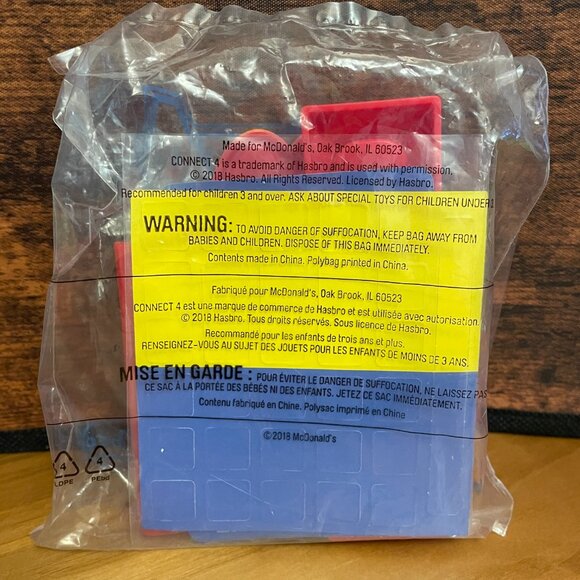 Made for McDonald's, Oak Brook, IL 60523
CONNECT 4 is a trademark of Hasbro and is used with permission.
© 2018 Hasbro. All Rights Reserved. Licensed by Hasbro.
Recommended for children 3 and over. ASK ABOUT SPECIAL TOYS FOR CHILDREN UNDER
WARNING: TO AVOID DANGER OF SUFFOCATION, KEEP BAG AWAY FROM
BABIES AND CHILDREN. DISPOSE OF THIS BAG IMMEDIATELY.
Contents made in China. Polybag printed in China.
Fabriqué pour McDonald's, Oak Brook, IL 60523
CONNECT 4 est une marque de commerce de Hasbro et est utilisée avec autorisation.
© 2018 Hasbro. Tous droits réservés. Sous licence de Hasbro.
Recommandé pour les enfants de trois ans et plus.
RENSEIGNEZ-VOUS AU SUJET DES JOUETS POUR LES ENFANTS DE MOINS DE 3 ANS.
MISE EN GARDE : POUR ÉVITER LE DANGER DE SUFFOCATION, NE LAISSEZ PAS
CE SAC À LA PORTÉE DES BÉBÉS NI DES ENFANTS. JETEZ CE SAC IMMÉDIATEMENT.
Contenu fabriqué en Chine. Polysac imprimé en Chine
© 2018 McDonald's
4 4
LDPE PEbd